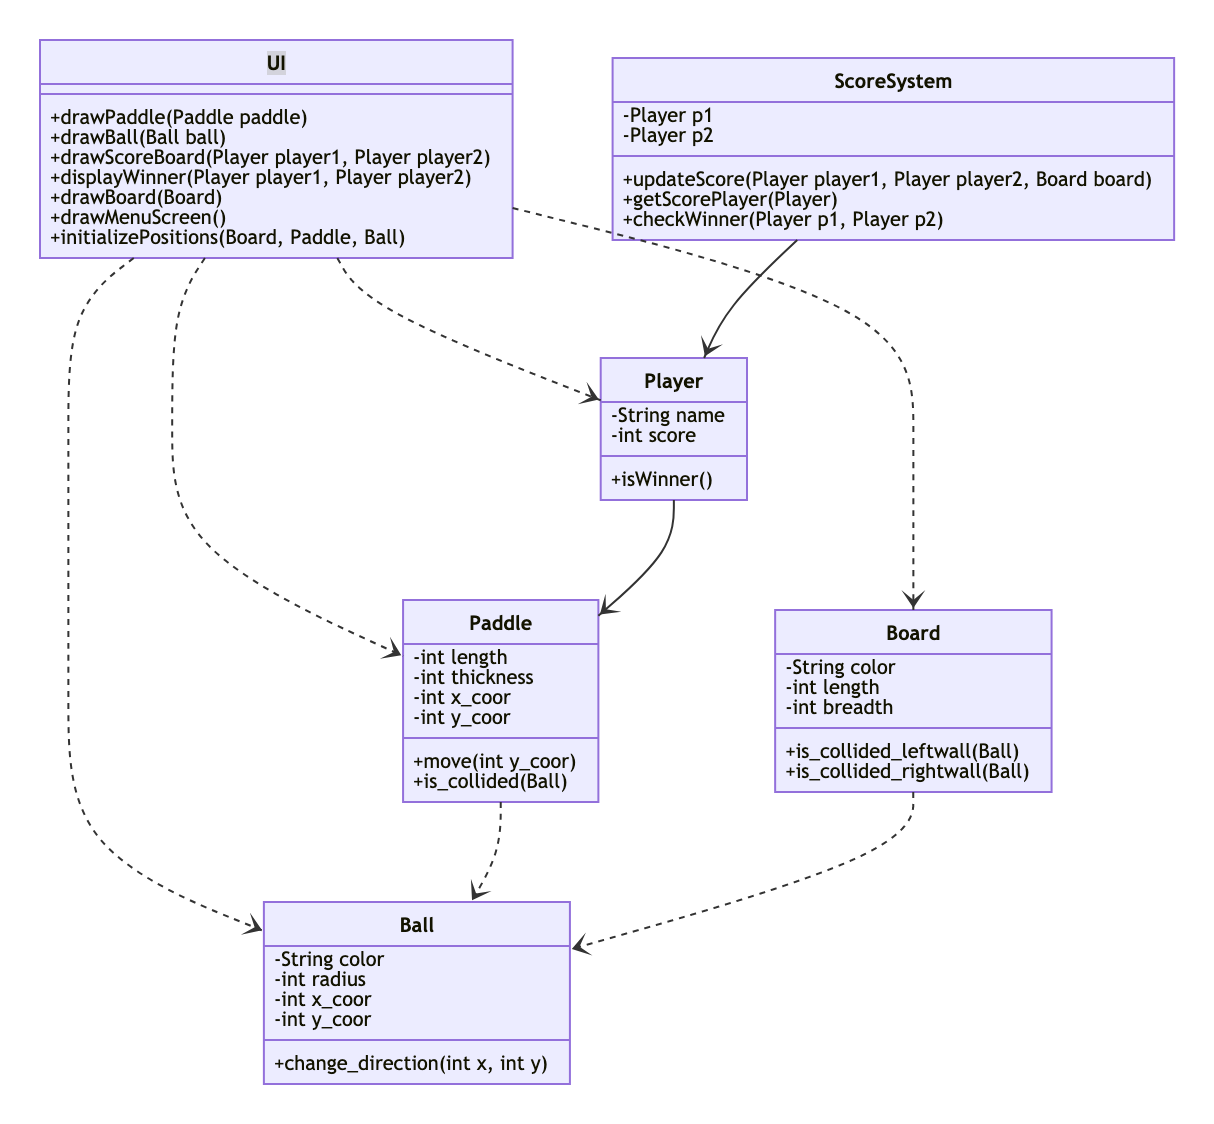 UI
+drawPaddle(Paddle paddle)
+drawBall(Ball ball)
+drawScoreBoard(Player player1, Player player2)
+displayWinner(Player player1, Player player2)
+drawBoard(Board)
+drawMenuScreen()
+initializePositions(Board, Paddle, Ball)
ScoreSystem
-Player p1
-Player p2
+updateScore(Player player1, Player player2, Board board)
+getScorePlayer(Player)
+checkWinner(Player p1, Player p2)
Player
-String name
-int score
+isWinner()
Paddle
-int length
-int thickness
-int x_coor
-int y_coor
+move(int y_coor)
+is_collided(Ball)
Board
-String color
-int length
-int breadth
+is_collided_leftwall(Ball)
+is_collided_rightwall(Ball)
Ball
-String color
-int radius
-int x_coor
-int y_coor
+change_direction(int x, int y)